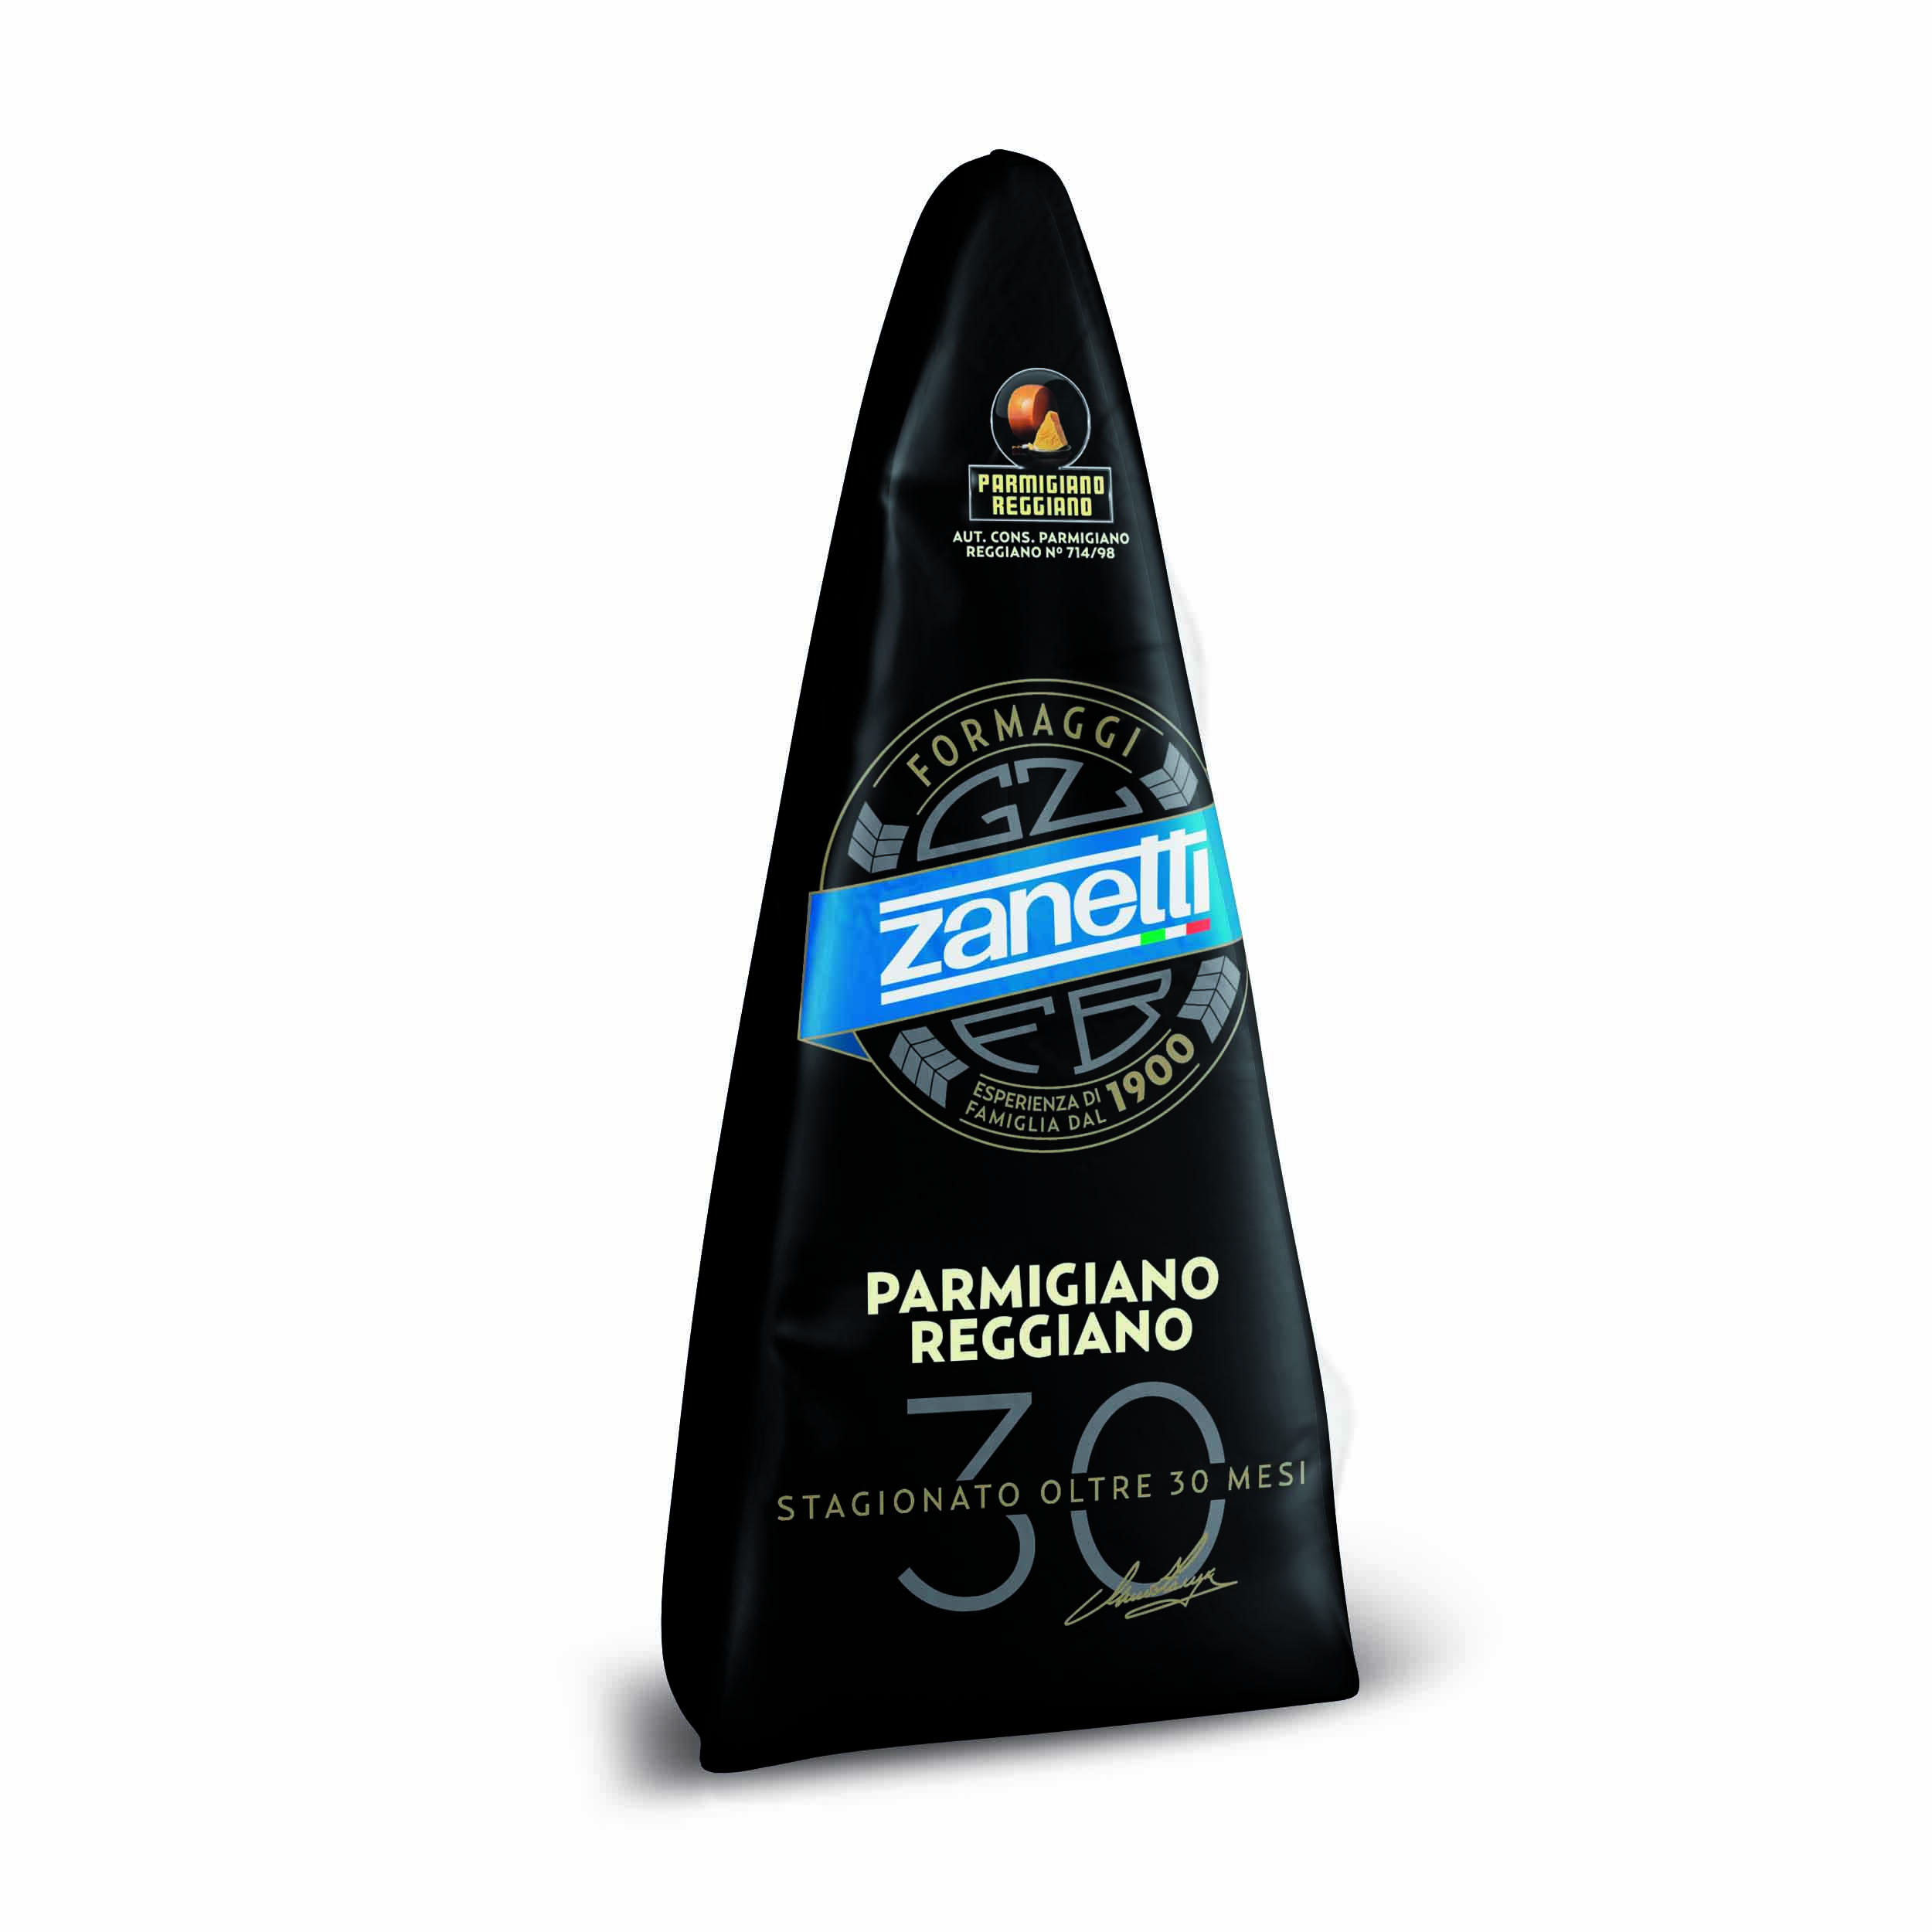 PARMIGIANO
REGGIANO
AUT. CONS. PARMIGIANO
REGGIANO Nº 714/98
FORMAGGI
GZ
zanetti
FB
ESPERIENZA DI
FAMIGLIA DAL 1900
PARMIGIANO
REGGIANO
30
STAGIONATO OLTRE 30 MESI